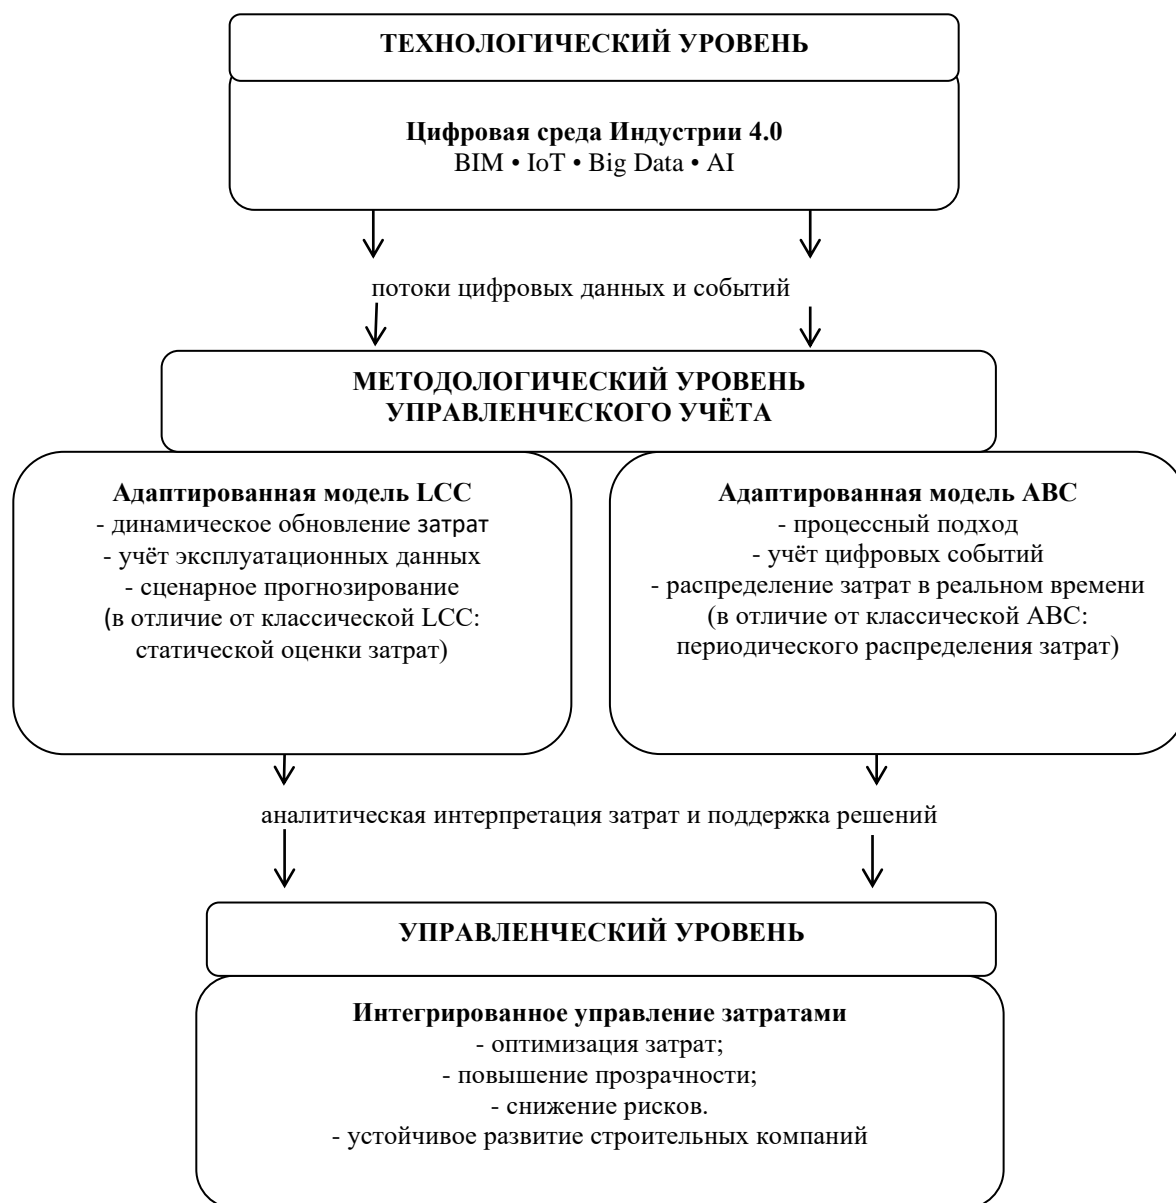 ТЕХНОЛОГИЧЕСКИЙ УРОВЕНЬ
Цифровая среда Индустрии 4.0
BIM • IoT • Big Data • AI
потоки цифровых данных и событий
МЕТОДОЛОГИЧЕСКИЙ УРОВЕНЬ
УПРАВЛЕНЧЕСКОГО УЧЁТА
Адаптированная модель LCC
- динамическое обновление затрат
- учёт эксплуатационных данных
- сценарное прогнозирование
(в отличие от классической LCC:
статической оценки затрат)
Адаптированная модель ABC
- процессный подход
- учёт цифровых событий
- распределение затрат в реальном времени
(в отличие от классической ABC:
периодического распределения затрат)
аналитическая интерпретация затрат и поддержка решений
УПРАВЛЕНЧЕСКИЙ УРОВЕНЬ
Интегрированное управление затратами
- оптимизация затрат;
- повышение прозрачности;
- снижение рисков.
- устойчивое развитие строительных компаний